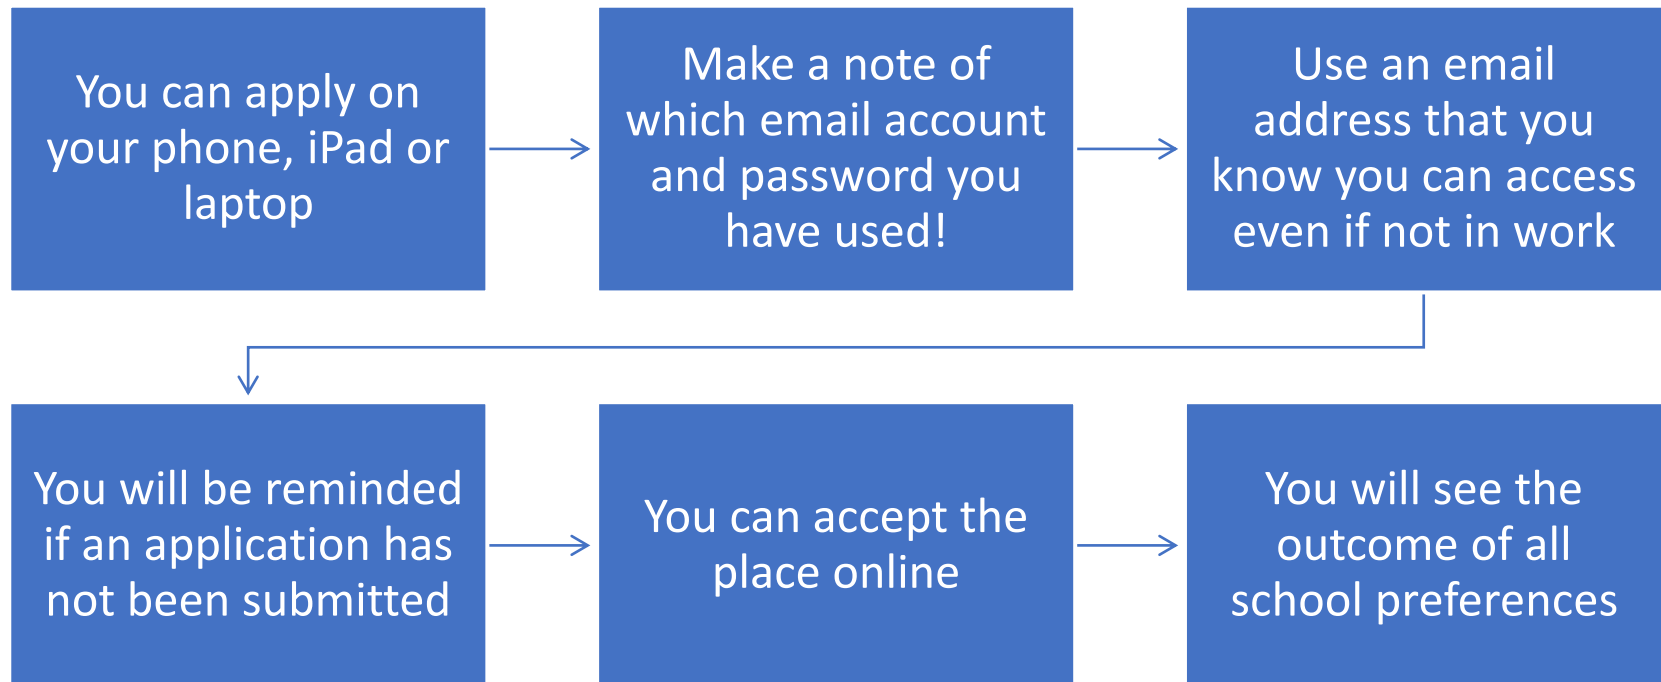 You can apply on
your phone, iPad or
laptop
Make a note of
which email account
and password you
have used!
Use an email
address that you
know you can access
even if not in work
You will be reminded
if an application has
not been submitted
You can accept the
place online
You will see the
outcome of all
school preferences